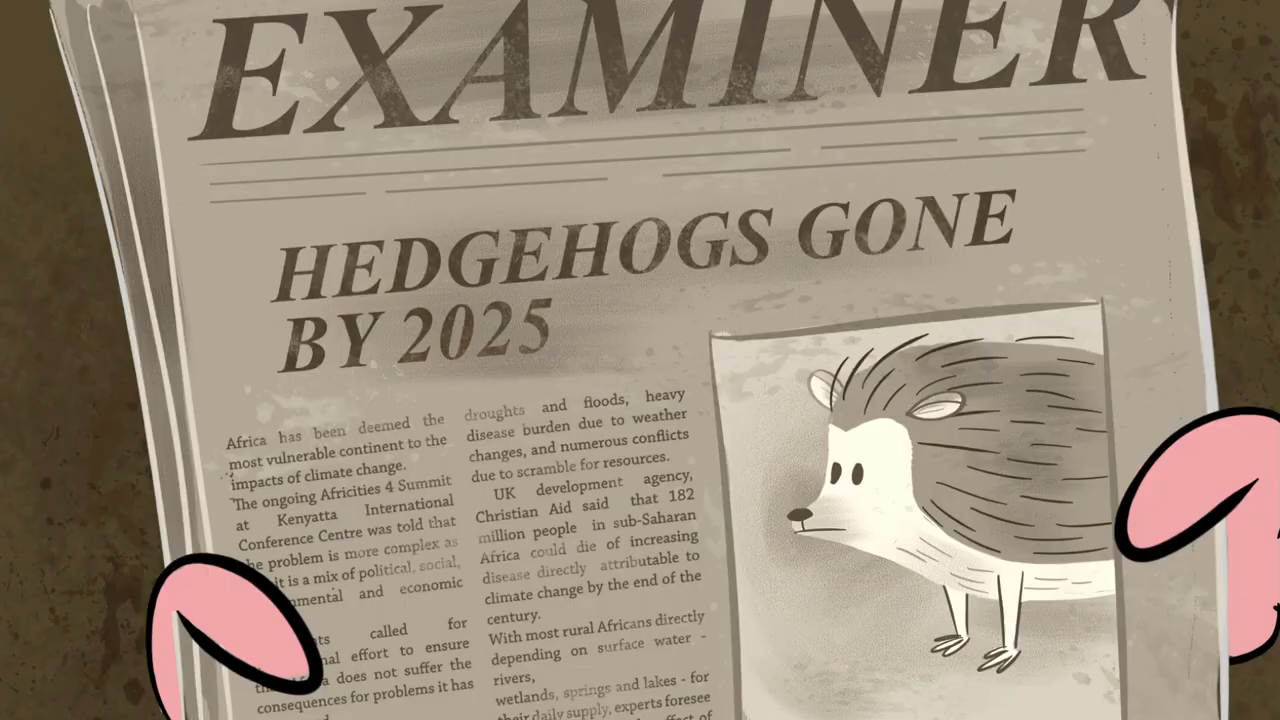 EXAMINER
HEDGEHOGS GONE
BY 2025
Africa has been deemed the
most vulnerable continent to the
impacts of climate change.
The ongoing Africities 4 Summit
at Kenyatta International
Conference Centre was told that
problem is more complex as
it is a mix of political, social,
and economic
called for
effort to ensure
does not suffer the
consequences for problems it has
droughts and floods, heavy
disease burden due to weather
changes, and numerous conflicts
due to scramble for resources.
UK development agency,
Christian Aid said that 182
million people in sub-Saharan
Africa could die of increasing
disease directly attributable to
climate change by the end of the
century.
With most rural Africans directly
depending on surface water -
rivers,
wetlands, springs and lakes - for
their daily supply, experts foresee
effect of